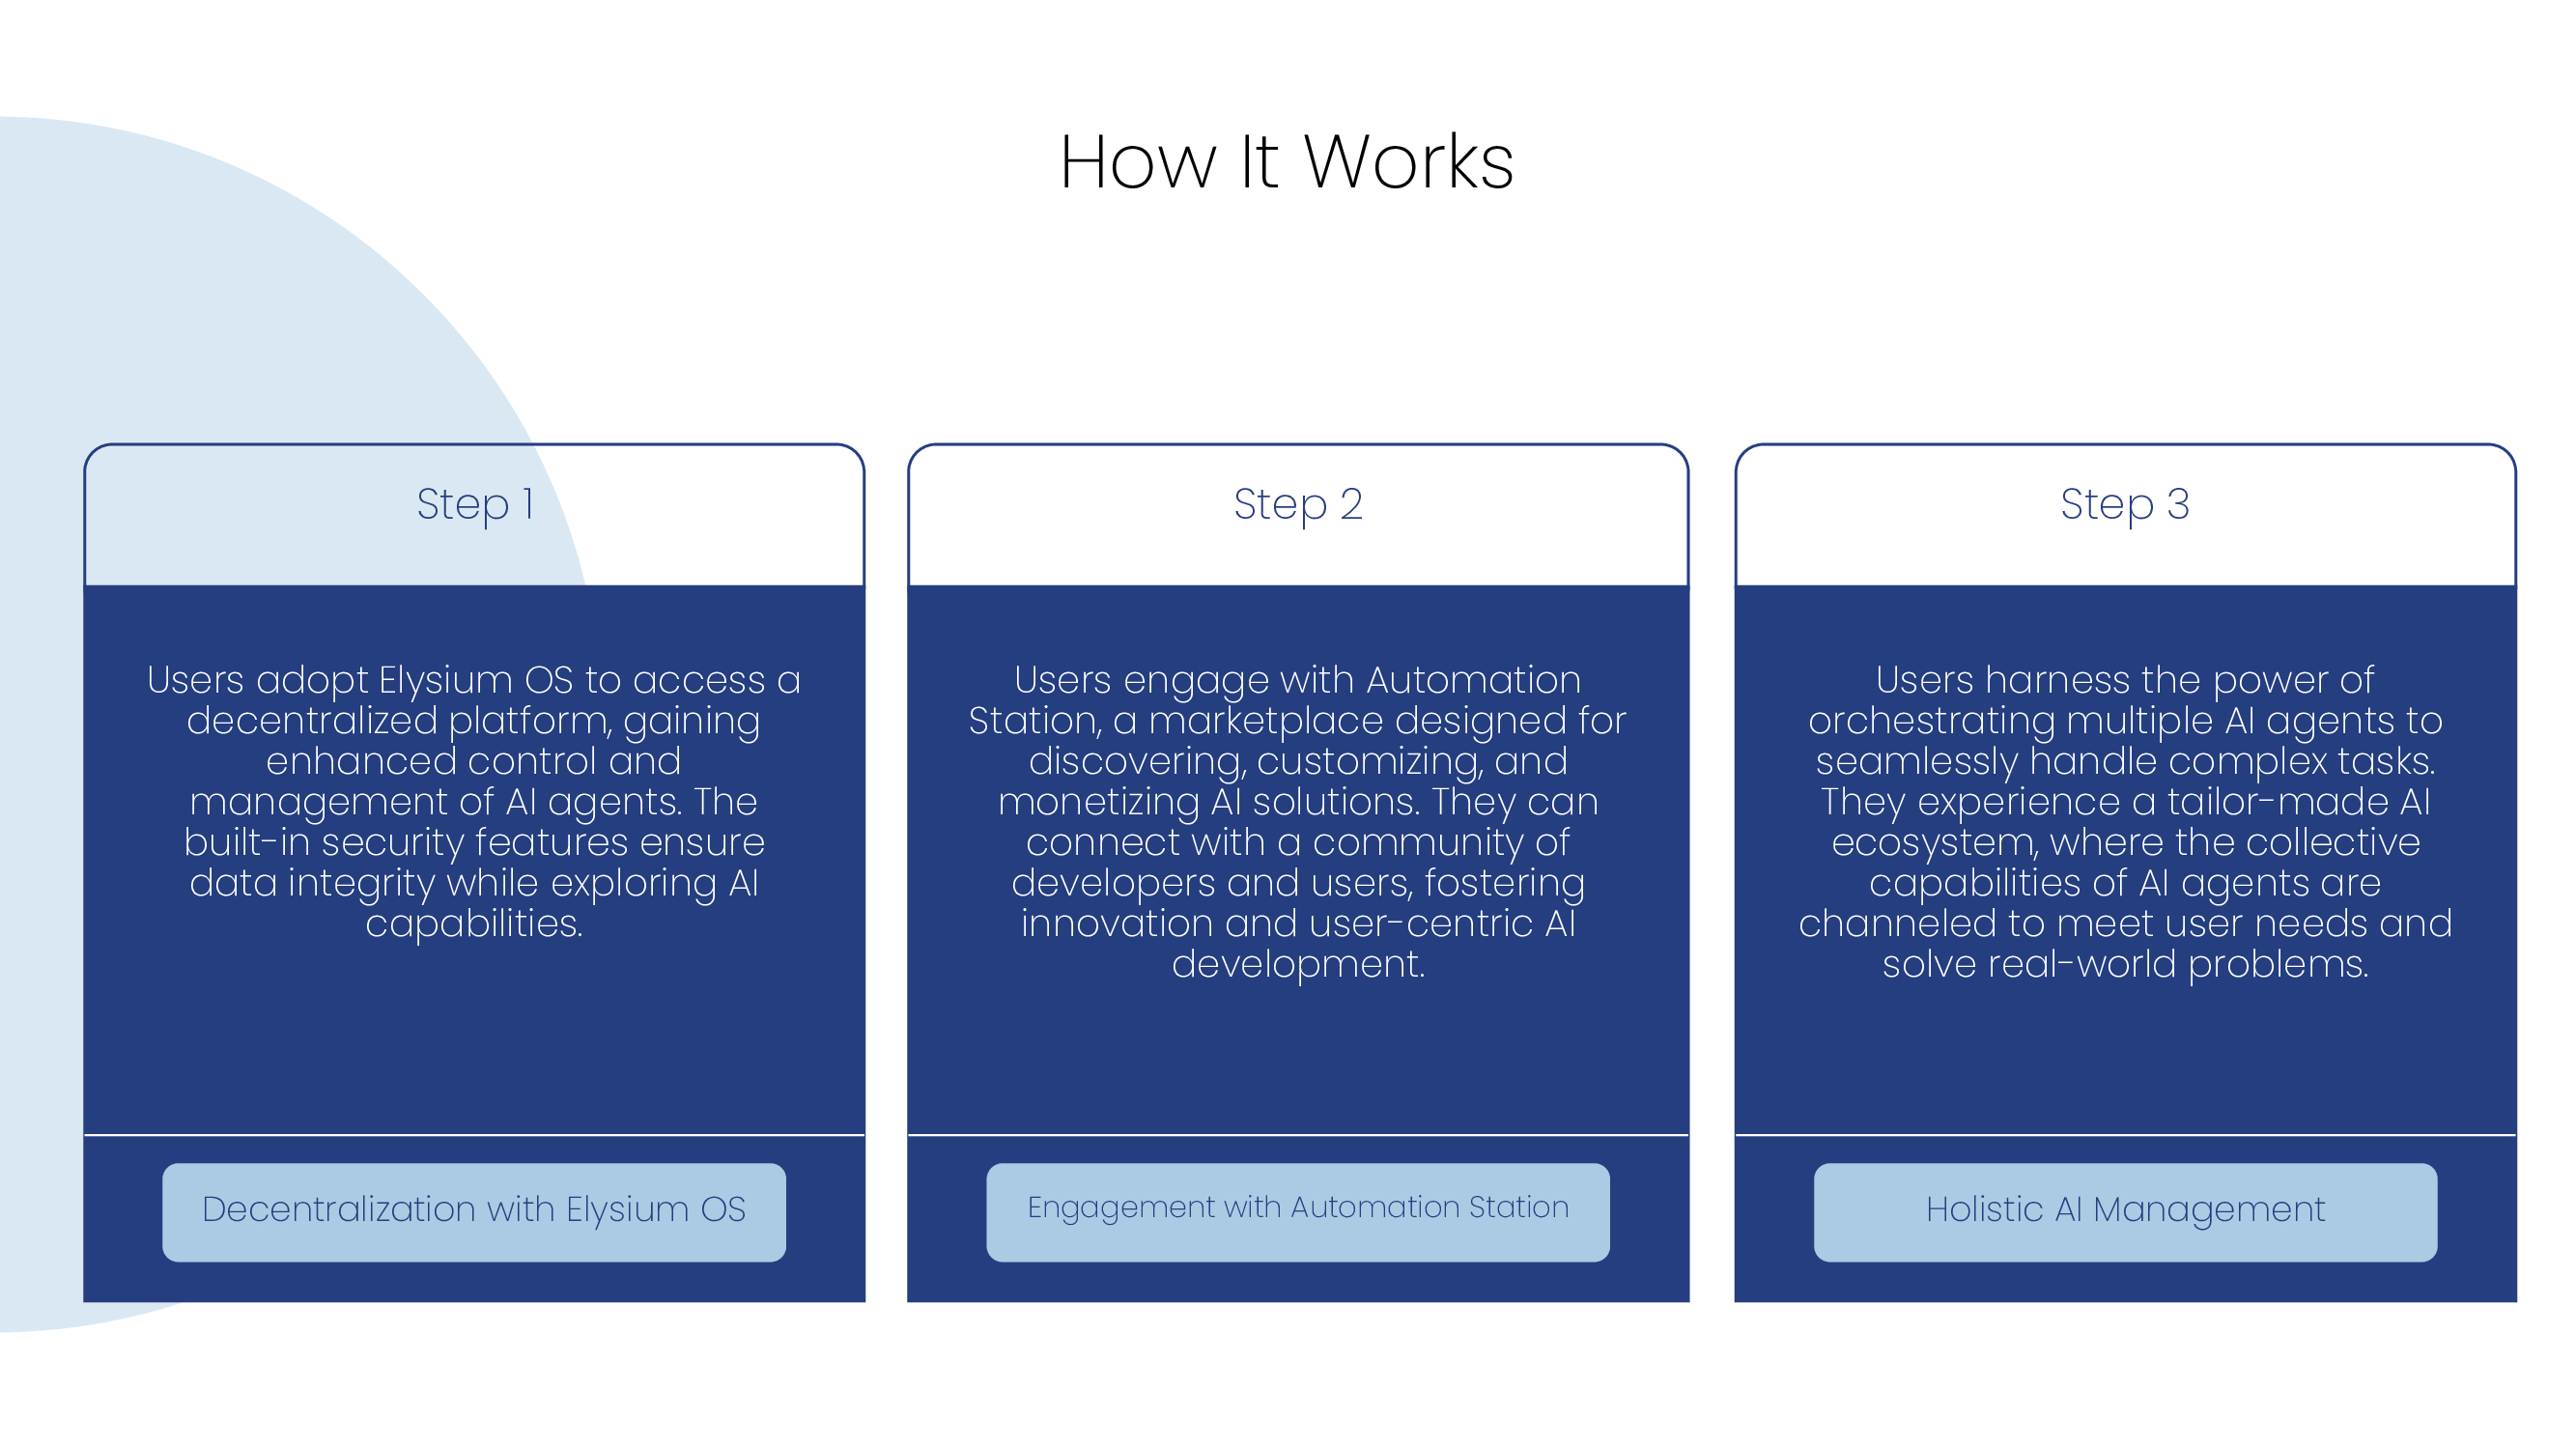 How It Works
Step 1
Users adopt Elysium OS to access a
decentralized platform, gaining
enhanced control and
management of AI agents. The
built-in security features ensure
data integrity while exploring AI
capabilities.
Decentralization with Elysium OS
Step 2
Users engage with Automation
Station, a marketplace designed for
discovering, customizing, and
monetizing AI solutions. They can
connect with a community of
developers and users, fostering
innovation and user-centric AI
development.
Engagement with Automation Station
Step 3
Users harness the power of
orchestrating multiple AI agents to
seamlessly handle complex tasks.
They experience a tailor-made AI
ecosystem, where the collective
capabilities of AI agents are
channeled to meet user needs and
solve real-world problems.
Holistic AI Management